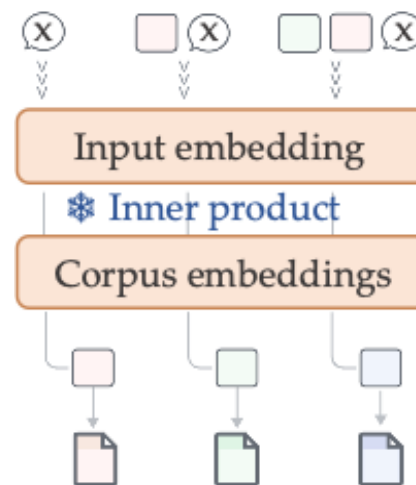 x x x
Input embedding
Inner product
Corpus embeddings